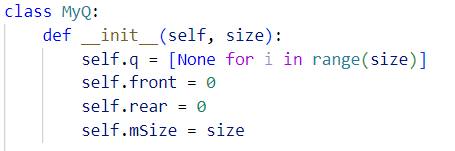 class MyQ:
    def __init__(self, size):
        self.q = [None for i in range(size)]
        self.front = 0
        self.rear = 0
        self.mSize = size